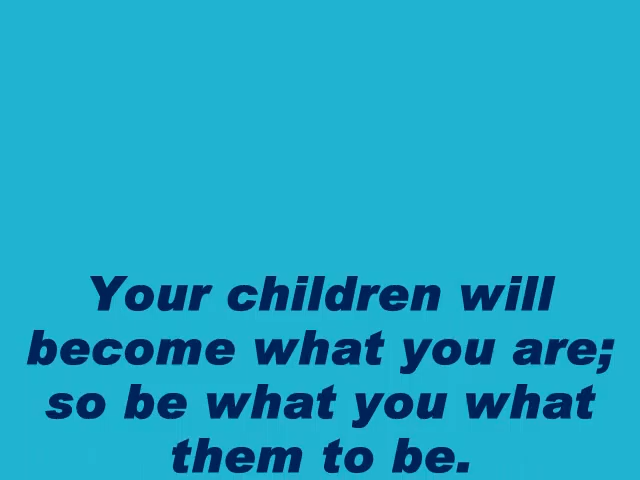 Your children will
become what you are;
so be what you what
them to be.